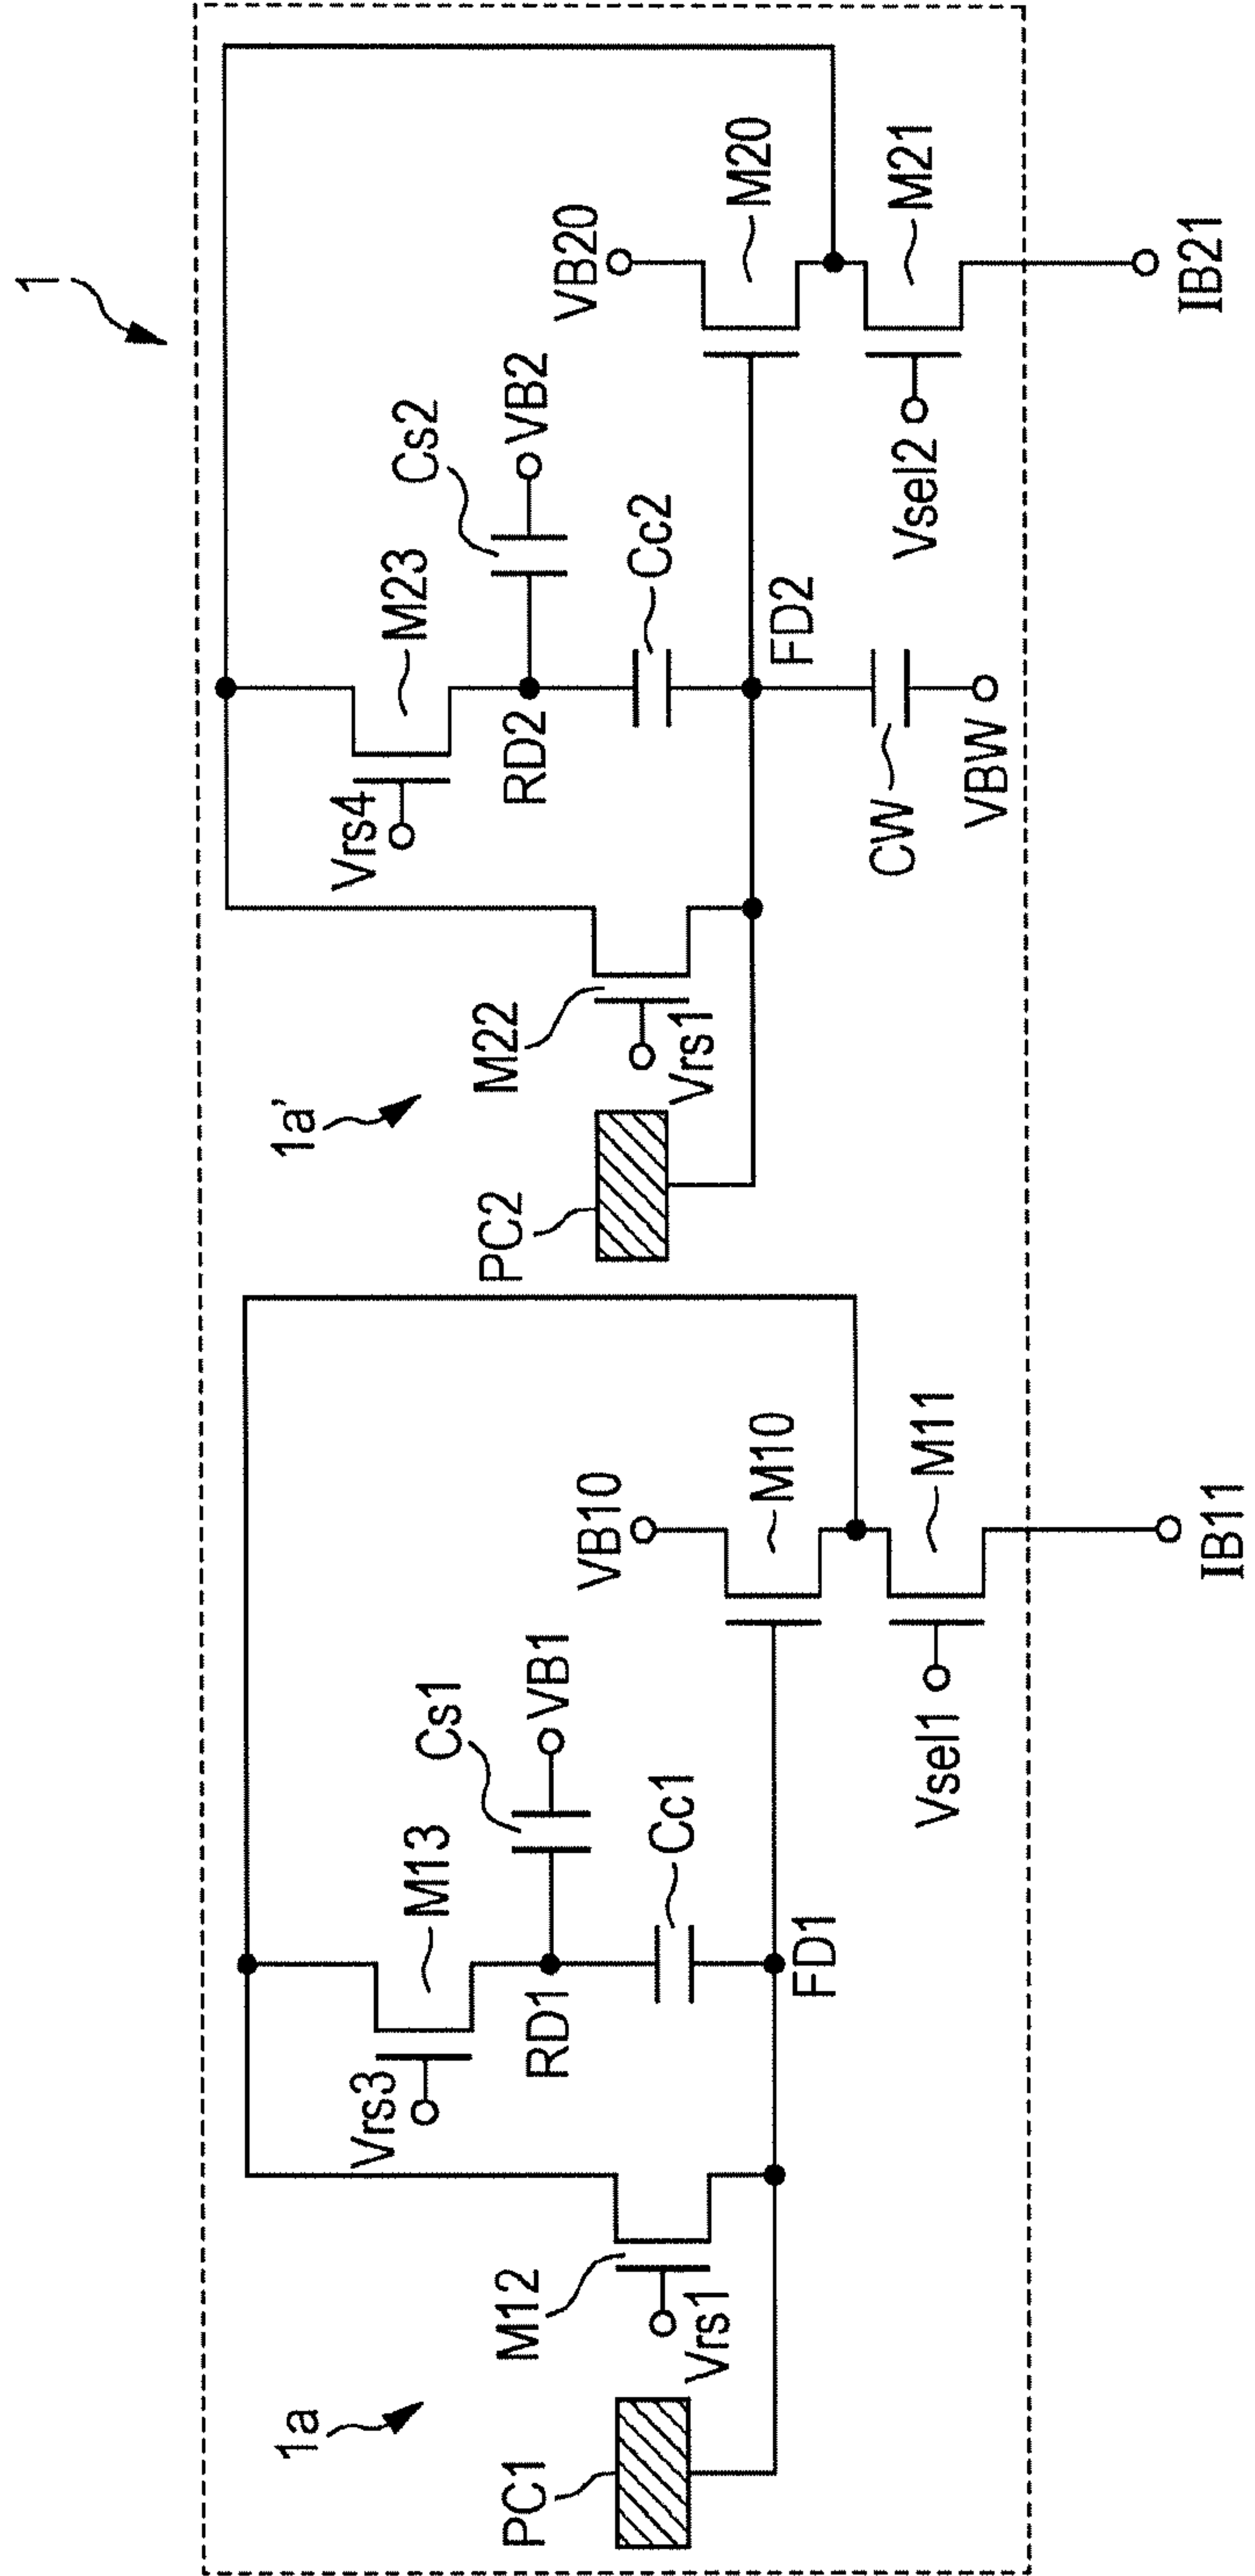 1
1a
PC1
M12
Vrs1
Vrs3
M13
RD1
Cs1
VB1
Cc1
FD1
VB10
M10
M11
Vsel1
IB11
1a'
PC2
M22
Vrs1
Vrs4
M23
RD2
Cs2
VB2
Cc2
FD2
CW
VBW
VB20
M20
M21
Vsel2
IB21